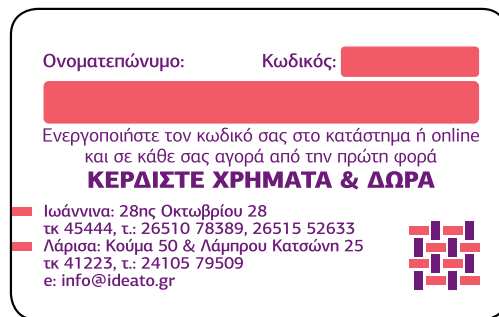 Ονοματεπώνυμο: Κωδικός:
Ενεργοποιήστε τον κωδικό σας στο κατάστημα ή online
και σε κάθε σας αγορά από την πρώτη φορά
ΚΕΡΔΙΣΤΕ ΧΡΗΜΑΤΑ & ΔΩΡΑ
Ιωάννινα: 28ης Οκτωβρίου 28
τκ 45444, τ.: 26510 78389, 26515 52633
Λάρισα: Κούμα 50 & Λάμπρου Κατσώνη 25
τκ 41223, τ.: 24105 79509
e: info@ideato.gr